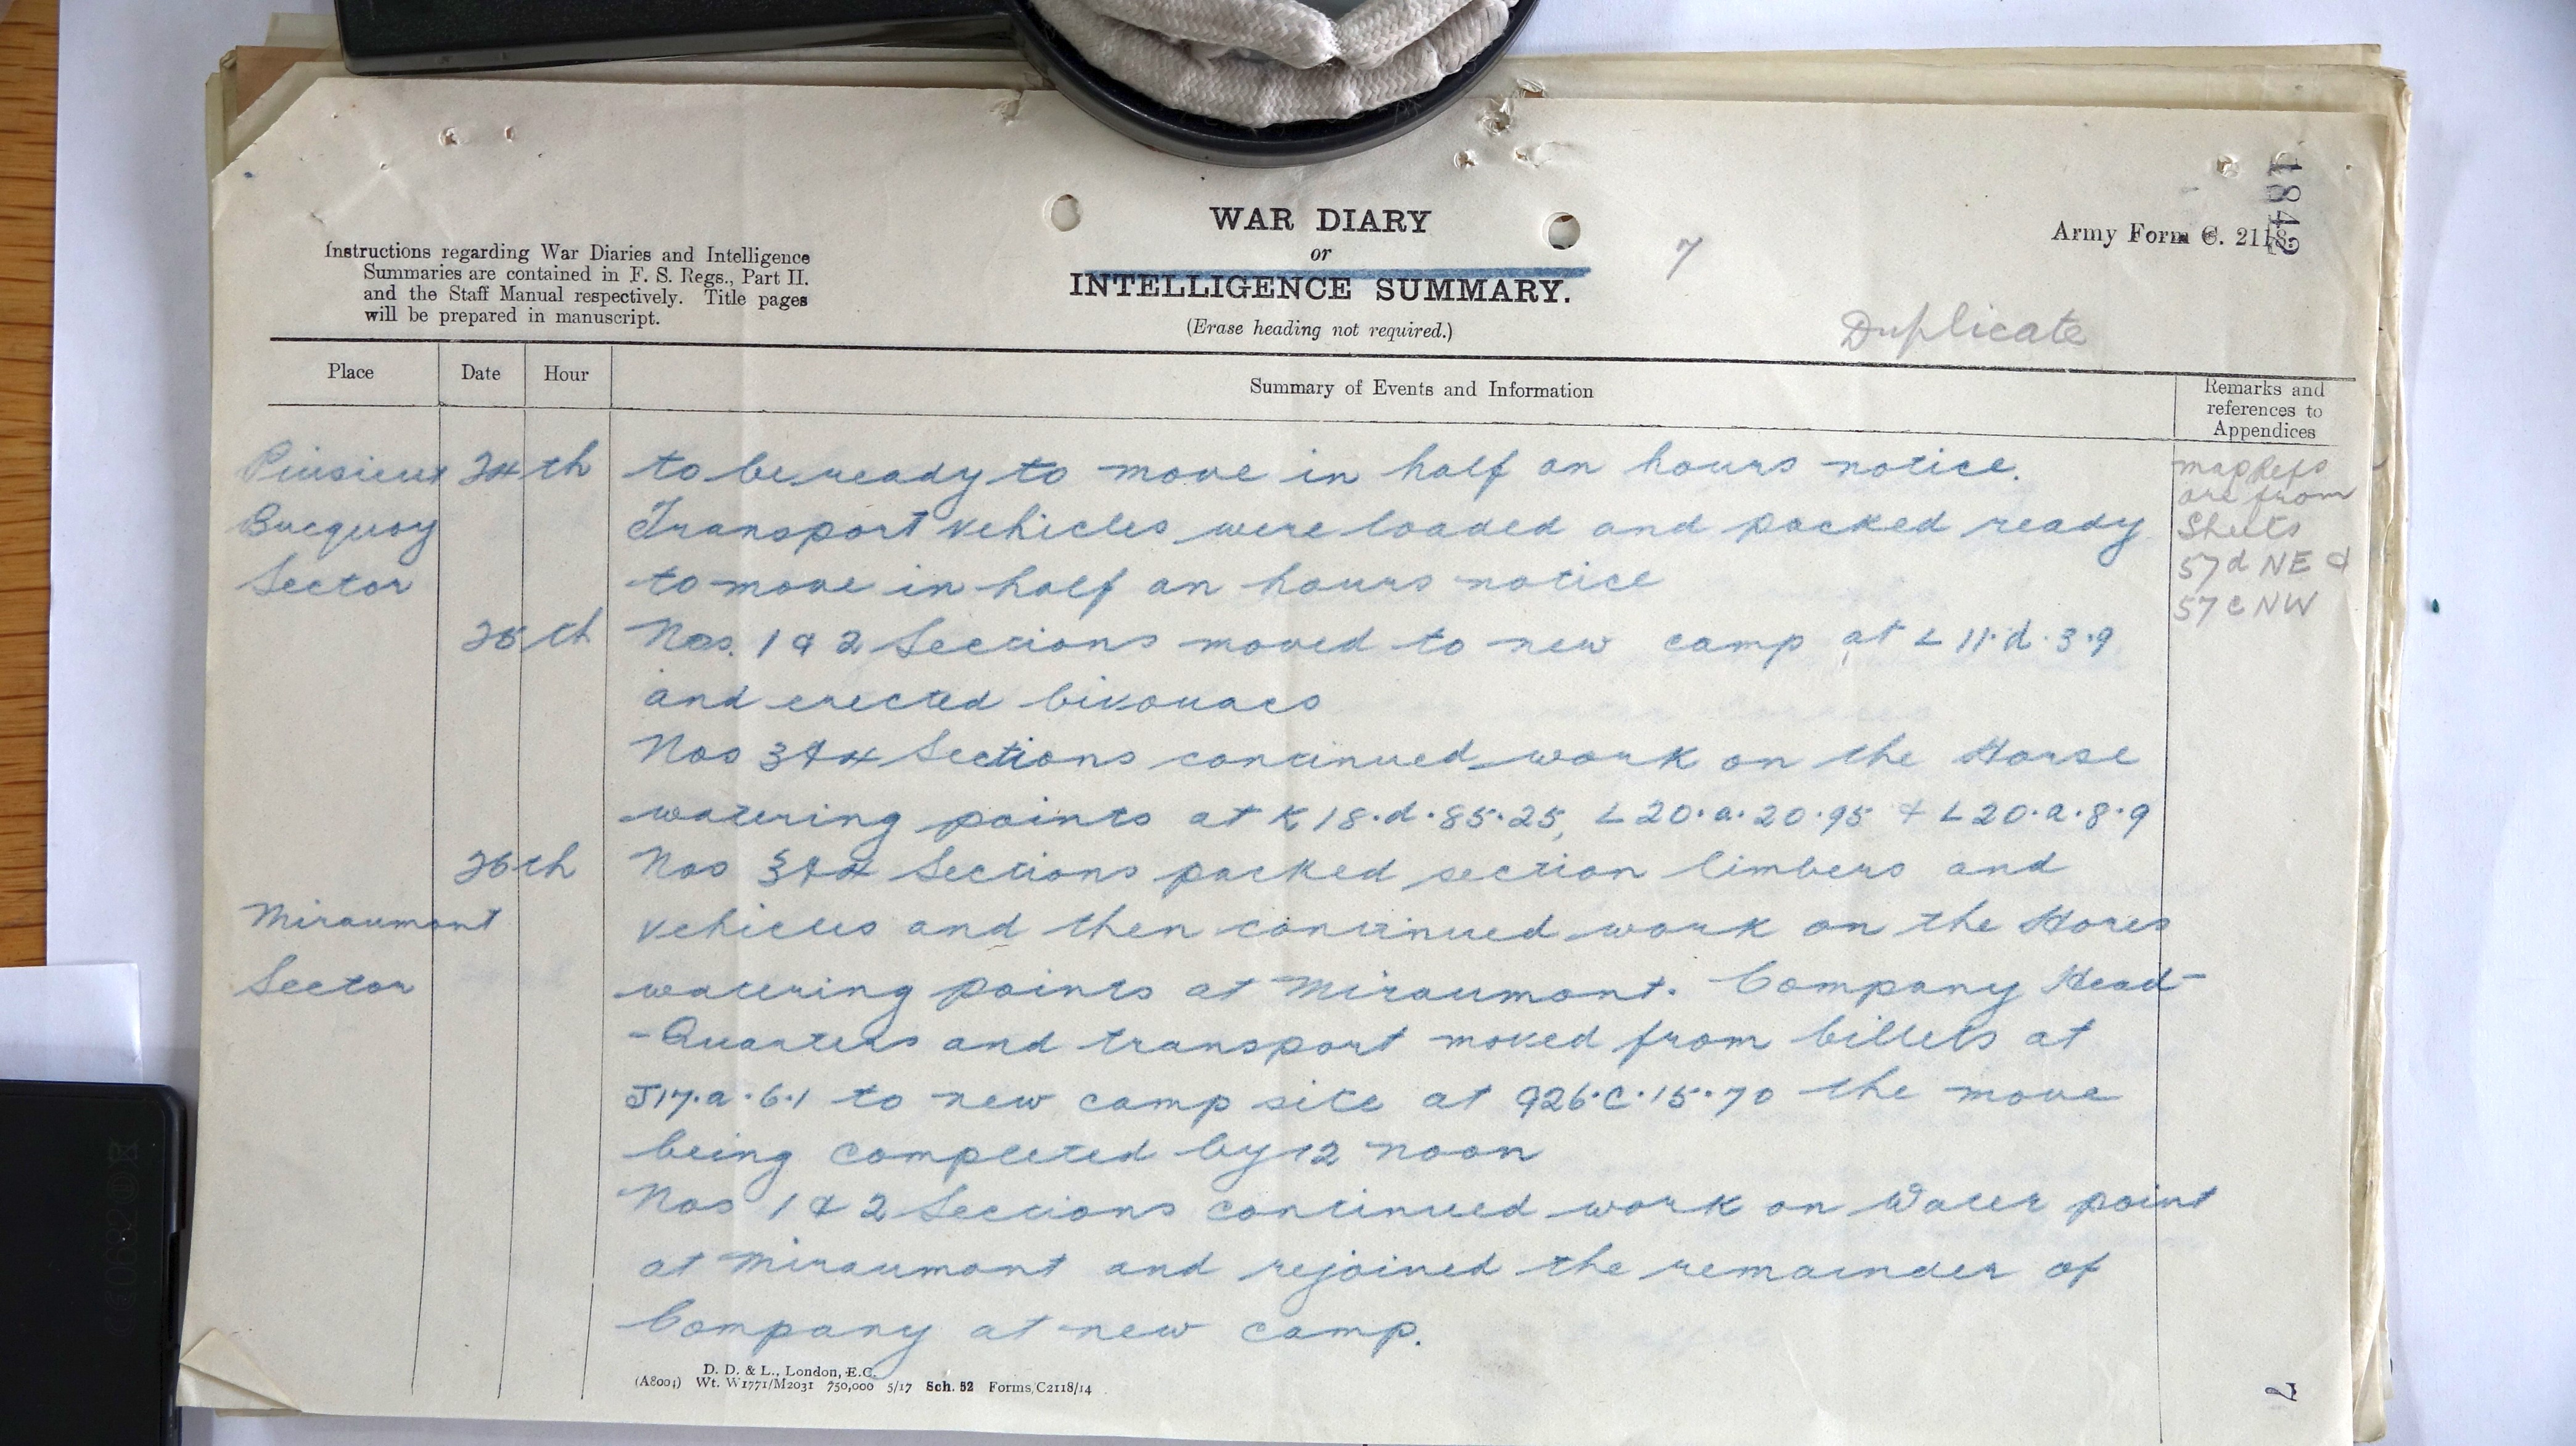 1842
Instructions regarding War Diaries and Intelligence
Summaries are contained in F. S. Regs., Part II.
and the Staff Manual respectively. Title pages
will be prepared in manuscript.
WAR DIARY
or
INTELLIGENCE SUMMARY.
(Erase heading not required.)
7
Army Form C. 2118.
Duplicate
Place Date Hour Summary of Events and Information Remarks and
references to
Appendices
Puisieux 24th to be ready to move in half an hours notice.
Bucquoy Transport vehicles were loaded and packed ready
Sector to move in half an hours notice
map Refs
are from
Sheets
57d NE &
57c NW
25th Nos. 1 & 2 Sections moved to new camp at L 11.d.3.9
and erected bivouacs
Nos 3 & 4 Sections continued work on the Horse
watering points at K18.d.85.25, L20.a.20.95 & L20.a.8.9
26th Nos 3 & 4 Sections packed section limbers and
Miraumont vehicles and then continued work on the Hores
Sector watering points at Miraumont. Company Head-
-Quarters and transport moved from billets at
J17.a.6.1 to new camp site at G26.C.15.70 the move
being completed by 12 noon
Nos 1 & 2 Sections continued work on Water point
at Miraumont and rejoined the remainder of
Company at new camp.
D. D. & L., London, E.C.
(A8004) Wt. W1771/M2031 750,000 5/17 Sch. 52 Forms/C2118/14
7